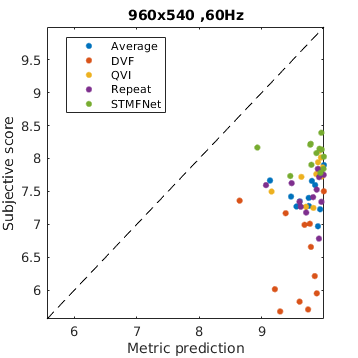 960x540 ,60Hz
Average
DVF
QVI
Repeat
STMFNet
Subjective score
9.5
9
8.5
8
7.5
7
6.5
6
6
7
8
9
Metric prediction